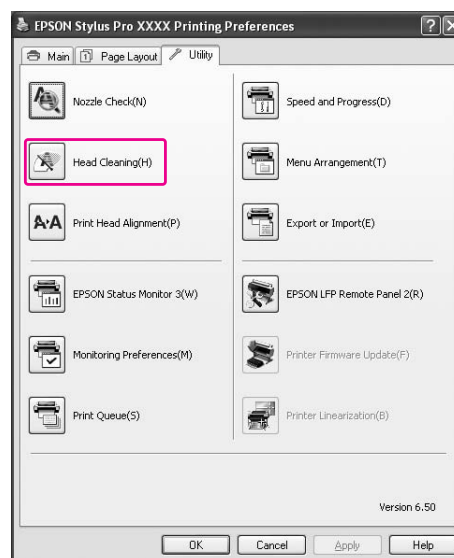 EPSON Stylus Pro XXXX Printing Preferences
Main Page Layout Utility
Nozzle Check(N)
Speed and Progress(D)
Head Cleaning(H)
Menu Arrangement(T)
Print Head Alignment(P)
Export or Import(E)
EPSON Status Monitor 3(W)
EPSON LFP Remote Panel 2(R)
Monitoring Preferences(M)
Printer Firmware Update(F)
Print Queue(S)
Printer Linearization(B)
Version 6.50
OK Cancel Apply Help